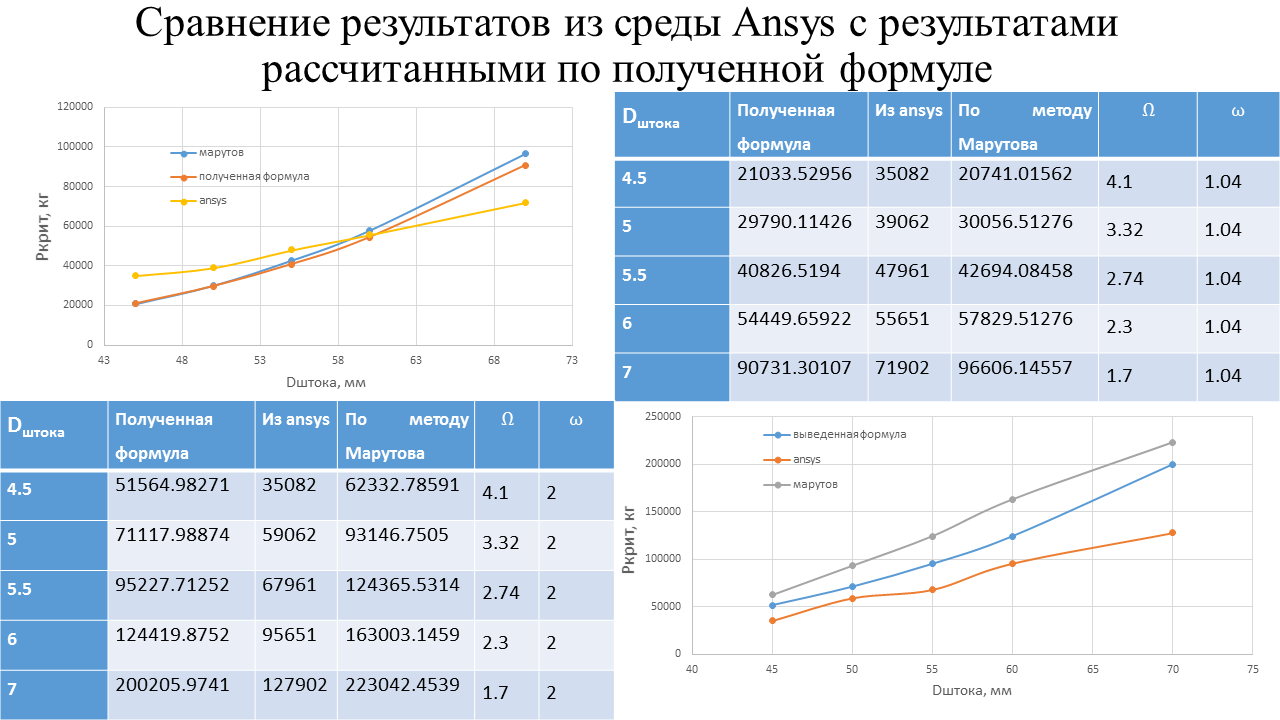 Сравнение результатов из среды Ansys с результатами
рассчитанными по полученной формуле
120000
100000
80000
60000
40000
20000
0
43 48 53 58 63 68 73
Pкрит, кг
Dштока, мм
марутов
полученная формула
ansys
Dштока Полученная формула Из ansys По методу Марутова Ω ω
4.5 21033.52956 35082 20741.01562 4.1 1.04
5 29790.11426 39062 30056.51276 3.32 1.04
5.5 40826.5194 47961 42694.08458 2.74 1.04
6 54449.65922 55651 57829.51276 2.3 1.04
7 90731.30107 71902 96606.14557 1.7 1.04
Dштока Полученная формула Из ansys По методу Марутова Ω ω
4.5 51564.98271 35082 62332.78591 4.1 2
5 71117.98874 59062 93146.7505 3.32 2
5.5 95227.71252 67961 124365.5314 2.74 2
6 124419.8752 95651 163003.1459 2.3 2
7 200205.9741 127902 223042.4539 1.7 2
250000
200000
150000
100000
50000
0
40 45 50 55 60 65 70 75
Pкрит, кг
Dштока, мм
выведенная формула
ansys
марутов